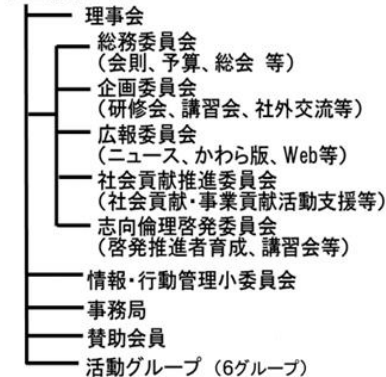 理事会
総務委員会
(会則、予算、総会 等)
企画委員会
(研修会、講習会、社外交流等)
広報委員会
(ニュース、かわら版、Web等)
社会貢献推進委員会
(社会貢献・事業貢献活動支援等)
志向倫理啓発委員会
(啓発推進者育成、講習会等)
情報・行動管理小委員会
事務局
賛助会員
活動グループ (6グループ)